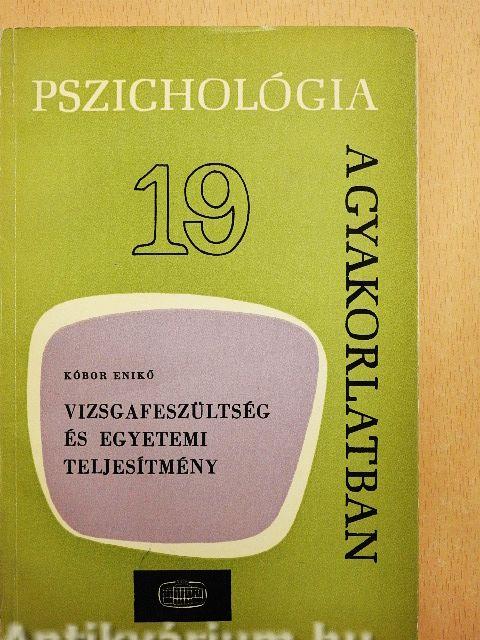 PSZICHOLÓGIA
A GYAKORLATBAN
19
KÓBOR ENIKŐ
VIZSGAFESZÜLTSÉG
ÉS EGYETEMI
TELJESÍTMÉNY
Antikvárium.hu